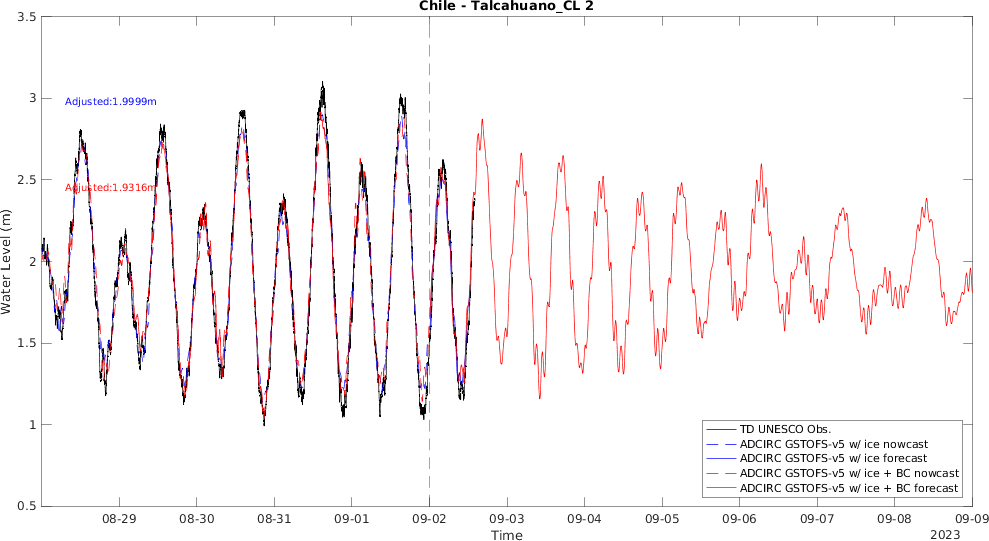 Chile - Talcahuano_CL 2
3.5
3
2.5
2
1.5
1
0.5
Water Level (m)
Adjusted:1.9999m
Adjusted:1.9316m
TD UNESCO Obs.
ADCIRC GSTOFS-v5 w/ ice nowcast
ADCIRC GSTOFS-v5 w/ ice forecast
ADCIRC GSTOFS-v5 w/ ice + BC nowcast
ADCIRC GSTOFS-v5 w/ ice + BC forecast
08-29 08-30 08-31 09-01 09-02 09-03 09-04 09-05 09-06 09-07 09-08 09-09
Time
2023